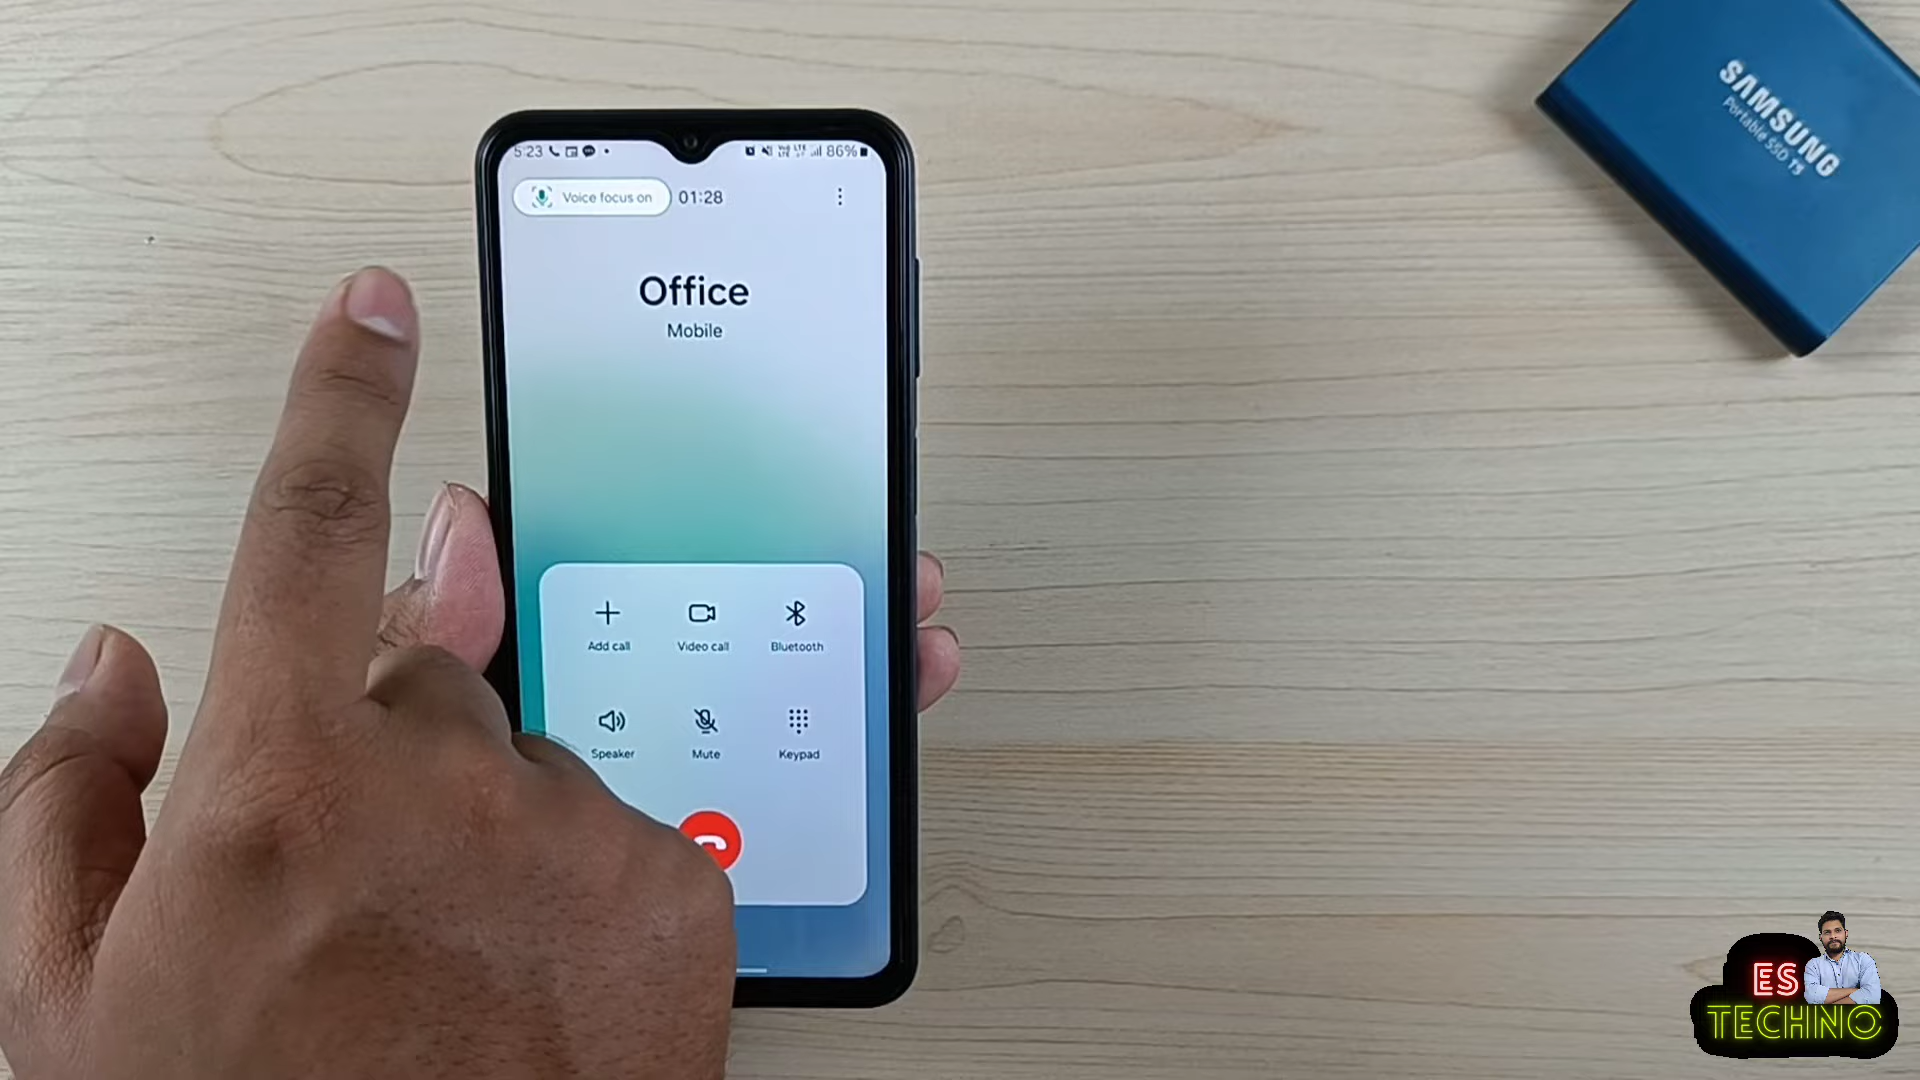 5:23
86%
Voice focus on
01:28
Office
Mobile
Add call
Video call
Bluetooth
Speaker
Mute
Keypad
SAMSUNG
Portable SSD T5
ES
TECHNO